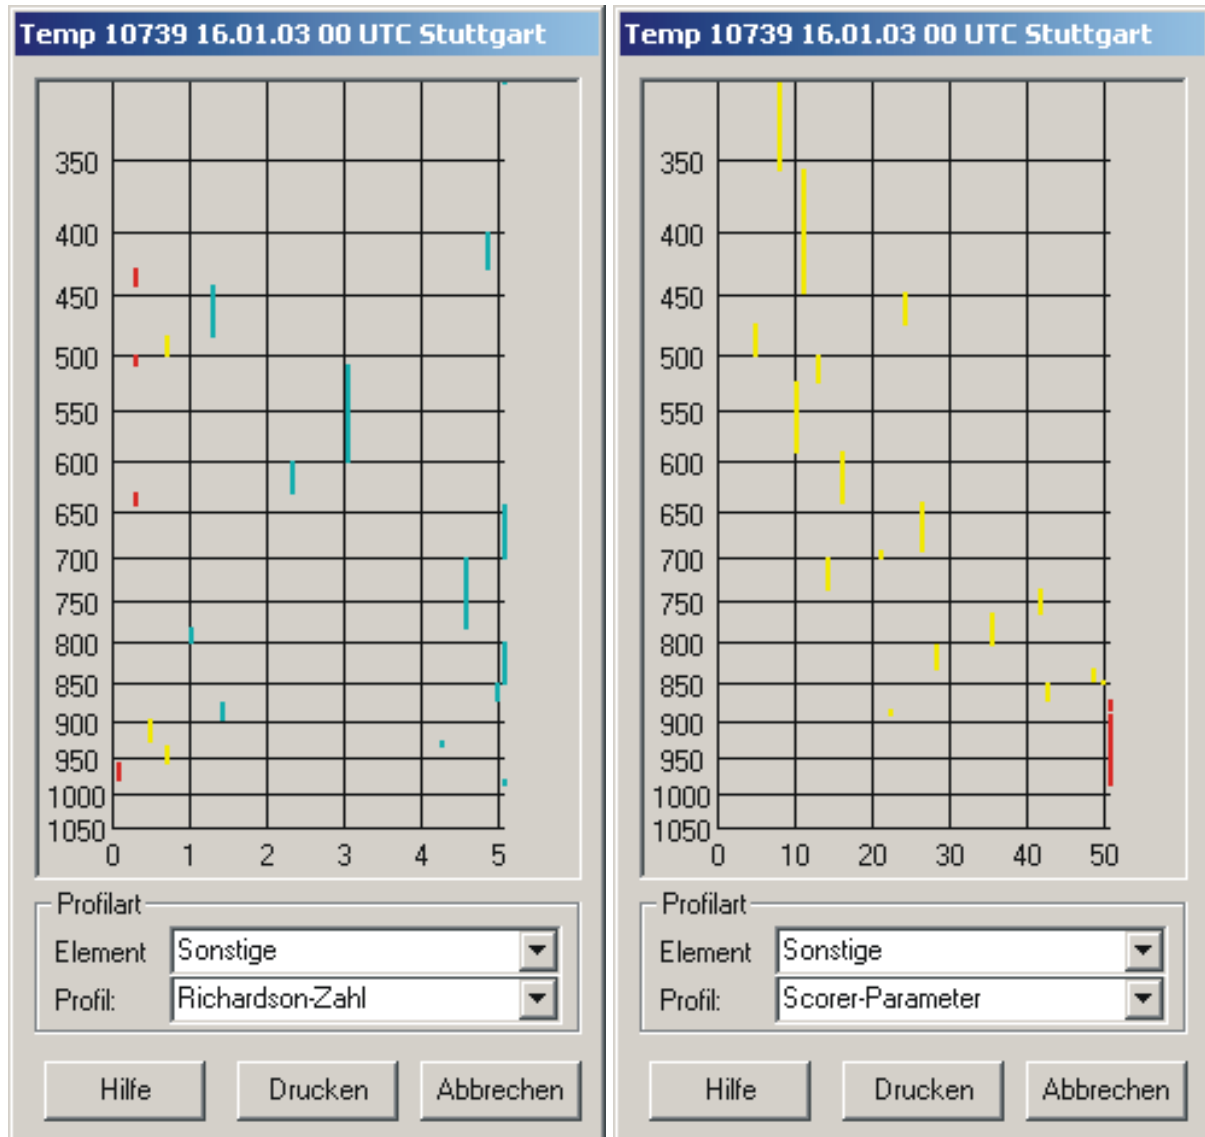 Temp 10739 16.01.03 00 UTC Stuttgart
350
400
450
500
550
600
650
700
750
800
850
900
950
1000
1050
0 1 2 3 4 5
Profilart
Element Sonstige
Profil: Richardson-Zahl
Hilfe Drucken Abbrechen
Temp 10739 16.01.03 00 UTC Stuttgart
350
400
450
500
550
600
650
700
750
800
850
900
950
1000
1050
0 10 20 30 40 50
Profilart
Element Sonstige
Profil: Scorer-Parameter
Hilfe Drucken Abbrechen